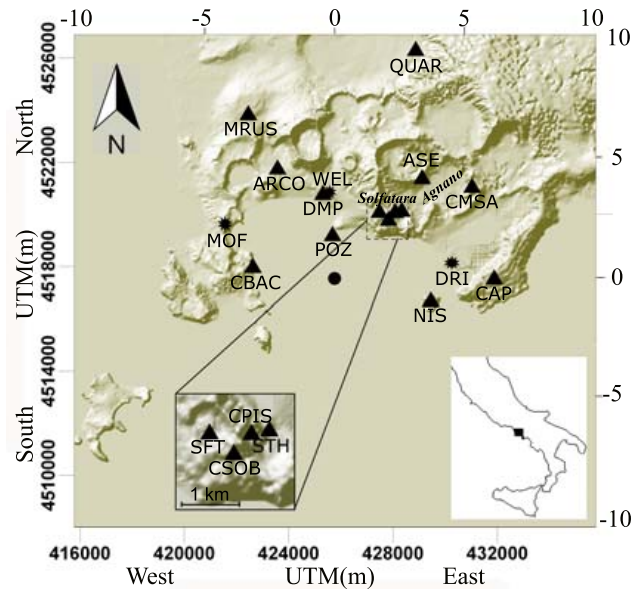 -10 -5 0 5 10
4526000
QUAR
North
N
MRUS
4522000
ASE
5
ARCO WEL
Solfatara Agnano
CMSA
DMP
MOF
POZ
UTM(m)
4518000
CBAC
DRI
CAP
0
NIS
4514000
-5
South
CPIS
SFT
STH
CSOB
4510000
1 km
-10
416000 420000 424000 428000 432000
West UTM(m) East